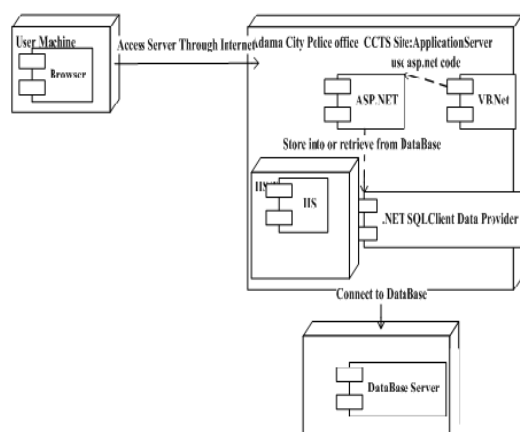 User Machine
Browser
Access Server Through Internet
Adama City Police office CCTS Site:ApplicationServer
use asp.net code
ASP.NET
VB.Net
Store into or retrieve from DataBase
IIS
.NET SQLClient Data Provider
Connect to DataBase
DataBase Server